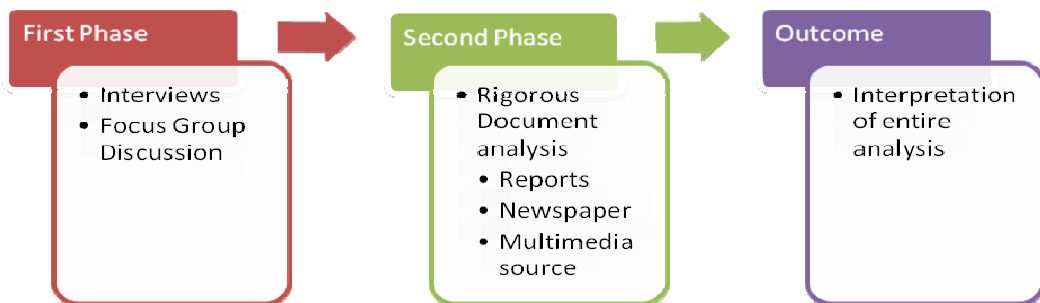 First Phase
• Interviews
• Focus Group
Discussion
Second Phase
• Rigorous
Document
analysis
• Reports
• Newspaper
• Multimedia
source
Outcome
• Interpretation
of entire
analysis